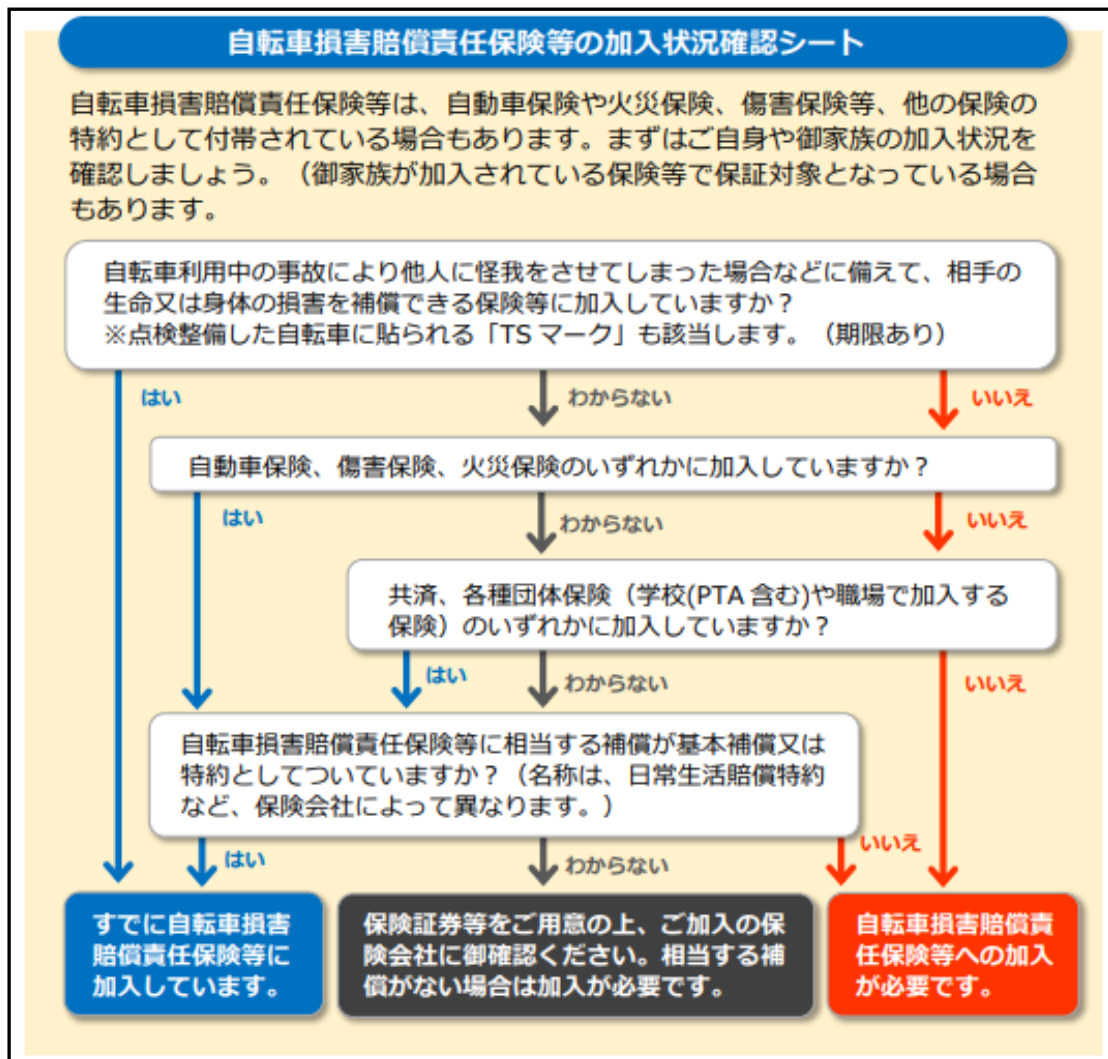 自転車損害賠償責任保険等の加入状況確認シート
自転車損害賠償責任保険等は、自動車保険や火災保険、傷害保険等、他の保険の
特約として付帯されている場合もあります。まずはご自身や御家族の加入状況を
確認しましょう。（御家族が加入されている保険等で保証対象となっている場合
もあります。
自転車利用中の事故により他人に怪我をさせてしまった場合などに備えて、相手の
生命又は身体の損害を補償できる保険等に加入していますか？
※点検整備した自転車に貼られる「TS マーク」も該当します。（期限あり）
はい
わからない
いいえ
自動車保険、傷害保険、火災保険のいずれかに加入していますか？
はい
わからない
いいえ
共済、各種団体保険（学校(PTA 含む)や職場で加入する
保険）のいずれかに加入していますか？
はい
わからない
いいえ
自転車損害賠償責任保険等に相当する補償が基本補償又は
特約としてついていますか？（名称は、日常生活賠償特約
など、保険会社によって異なります。）
はい
わからない
いいえ
すでに自転車損害
賠償責任保険等に
加入しています。
保険証券等をご用意の上、ご加入の保
険会社に御確認ください。相当する補
償がない場合は加入が必要です。
自転車損害賠償責
任保険等への加入
が必要です。